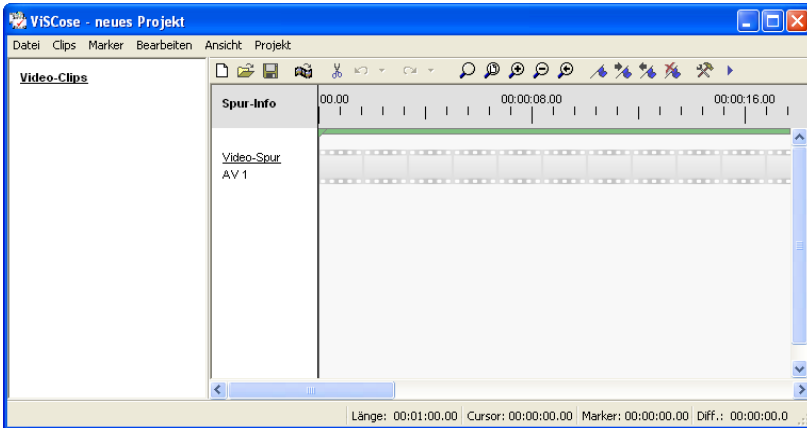 ViSCose - neues Projekt
Datei Clips Marker Bearbeiten Ansicht Projekt
Video-Clips
Spur-Info
00.00 00:00:08.00 00:00:16.00
Video-Spur
AV 1
Länge: 00:01:00.00 Cursor: 00:00:00.00 Marker: 00:00:00.00 Diff.: 00:00:00.0